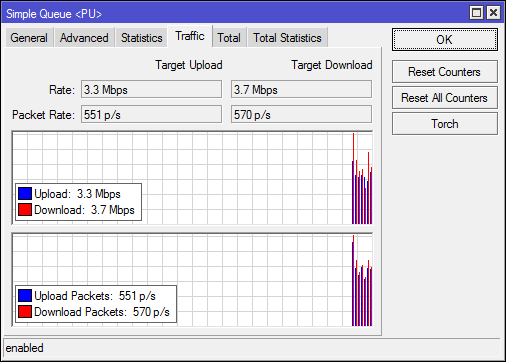 Simple Queue <PU>
General Advanced Statistics Traffic Total Total Statistics
Target Upload Target Download
Rate: 3.3 Mbps 3.7 Mbps
Packet Rate: 551 p/s 570 p/s
Upload: 3.3 Mbps
Download: 3.7 Mbps
Upload Packets: 551 p/s
Download Packets: 570 p/s
OK
Reset Counters
Reset All Counters
Torch
enabled